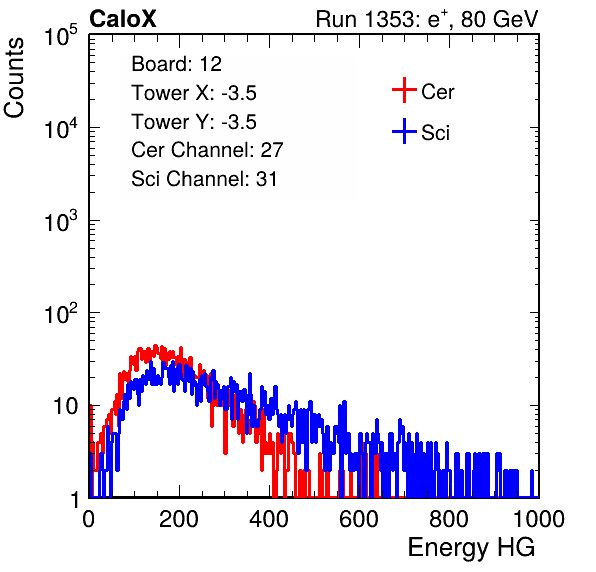 CaloX Run 1353: e⁺, 80 GeV
Counts
10⁵
10⁴
10³
10²
10
1
Board: 12
Tower X: -3.5
Tower Y: -3.5
Cer Channel: 27
Sci Channel: 31
Cer
Sci
0 200 400 600 800 1000
Energy HG